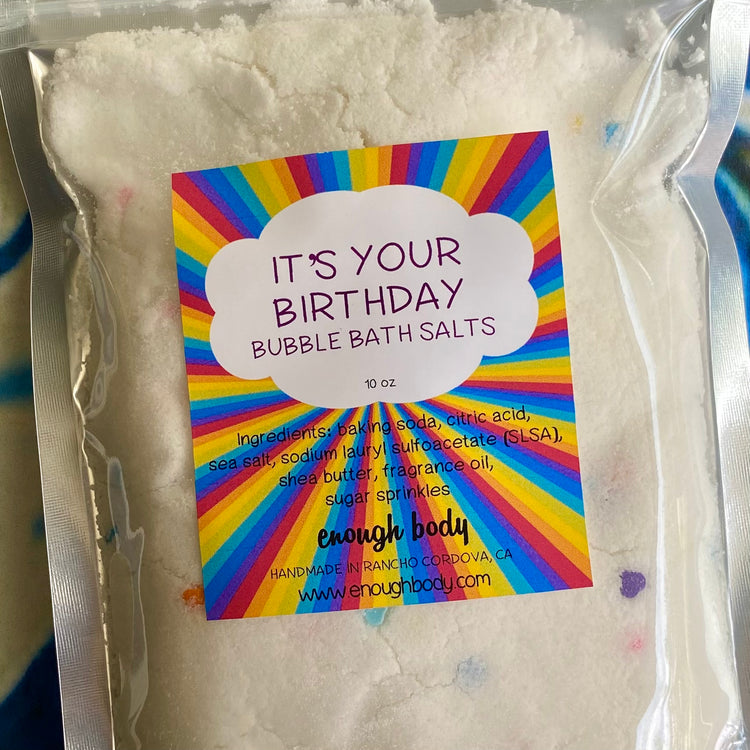 IT'S YOUR
BIRTHDAY
BUBBLE BATH SALTS
10 oz
Ingredients: baking soda, citric acid,
sea salt, sodium lauryl sulfoacetate (SLSA),
shea butter, fragrance oil,
sugar sprinkles
enough body
HANDMADE IN RANCHO CORDOVA, CA
www.enoughbody.com